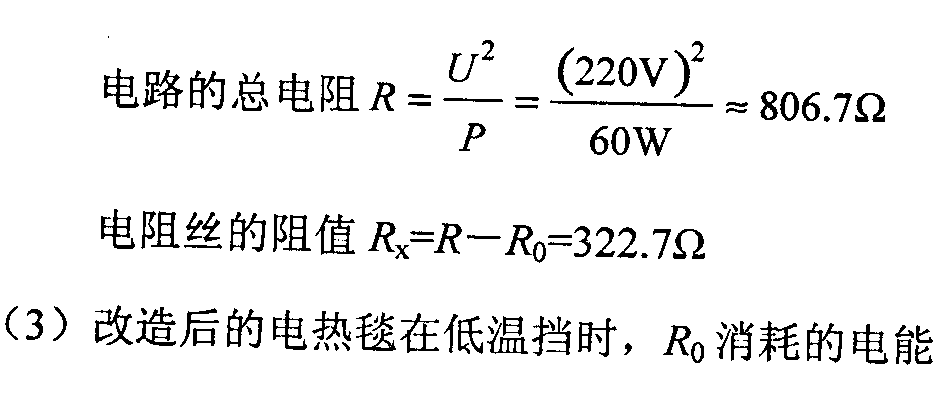 电路的总电阻 R = U²/P = (220V)²/60W ≈ 806.7Ω
电阻丝的阻值 Rₓ=R－R₀=322.7Ω
（3）改造后的电热毯在低温挡时，R₀ 消耗的电能